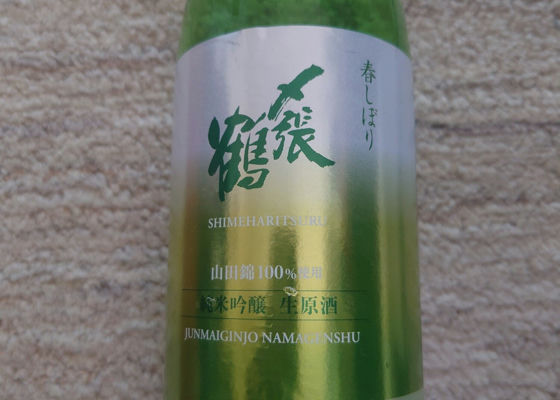 春しぼり
〆張鶴
SHIMEHARITSURU
山田錦100%使用
純米吟醸 生原酒
JUNMAIGINJO NAMAGENSHU